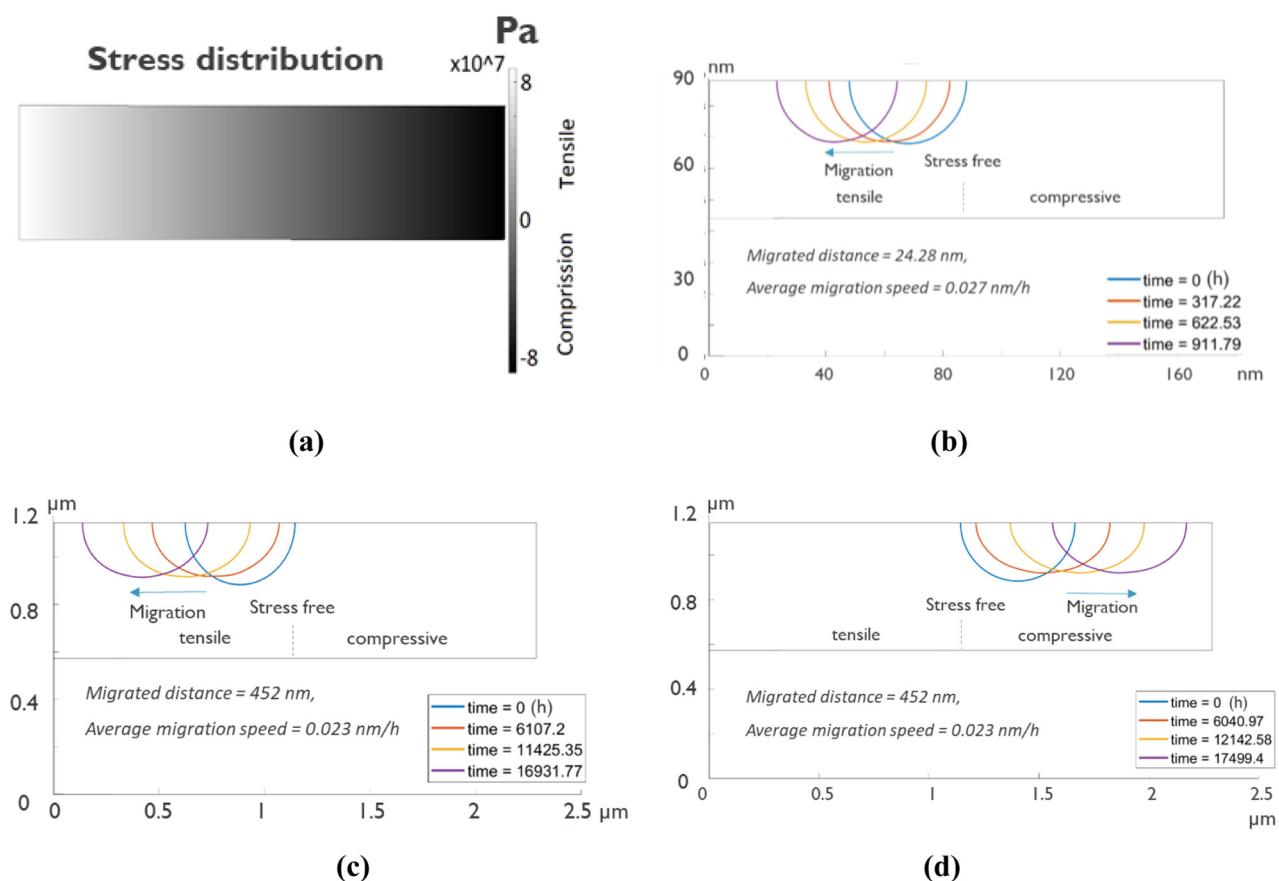 Stress distribution
Pa
x10^7
8
0
-8
Tensile
Comprission
(a)
nm
90
60
30
0
0 40 80 120 160 nm
Migration
Stress free
tensile
compressive
Migrated distance = 24.28 nm,
Average migration speed = 0.027 nm/h
time = 0 (h)
time = 317.22
time = 622.53
time = 911.79
(b)
µm
1.2
0.8
0.4
0
0 0.5 1 1.5 2 2.5 µm
Migration
Stress free
tensile
compressive
Migrated distance = 452 nm,
Average migration speed = 0.023 nm/h
time = 0 (h)
time = 6107.2
time = 11425.35
time = 16931.77
(c)
µm
1.2
0.8
0.4
0
0 0.5 1 1.5 2 2.5
µm
Stress free
Migration
tensile
compressive
Migrated distance = 452 nm,
Average migration speed = 0.023 nm/h
time = 0 (h)
time = 6040.97
time = 12142.58
time = 17499.4
(d)